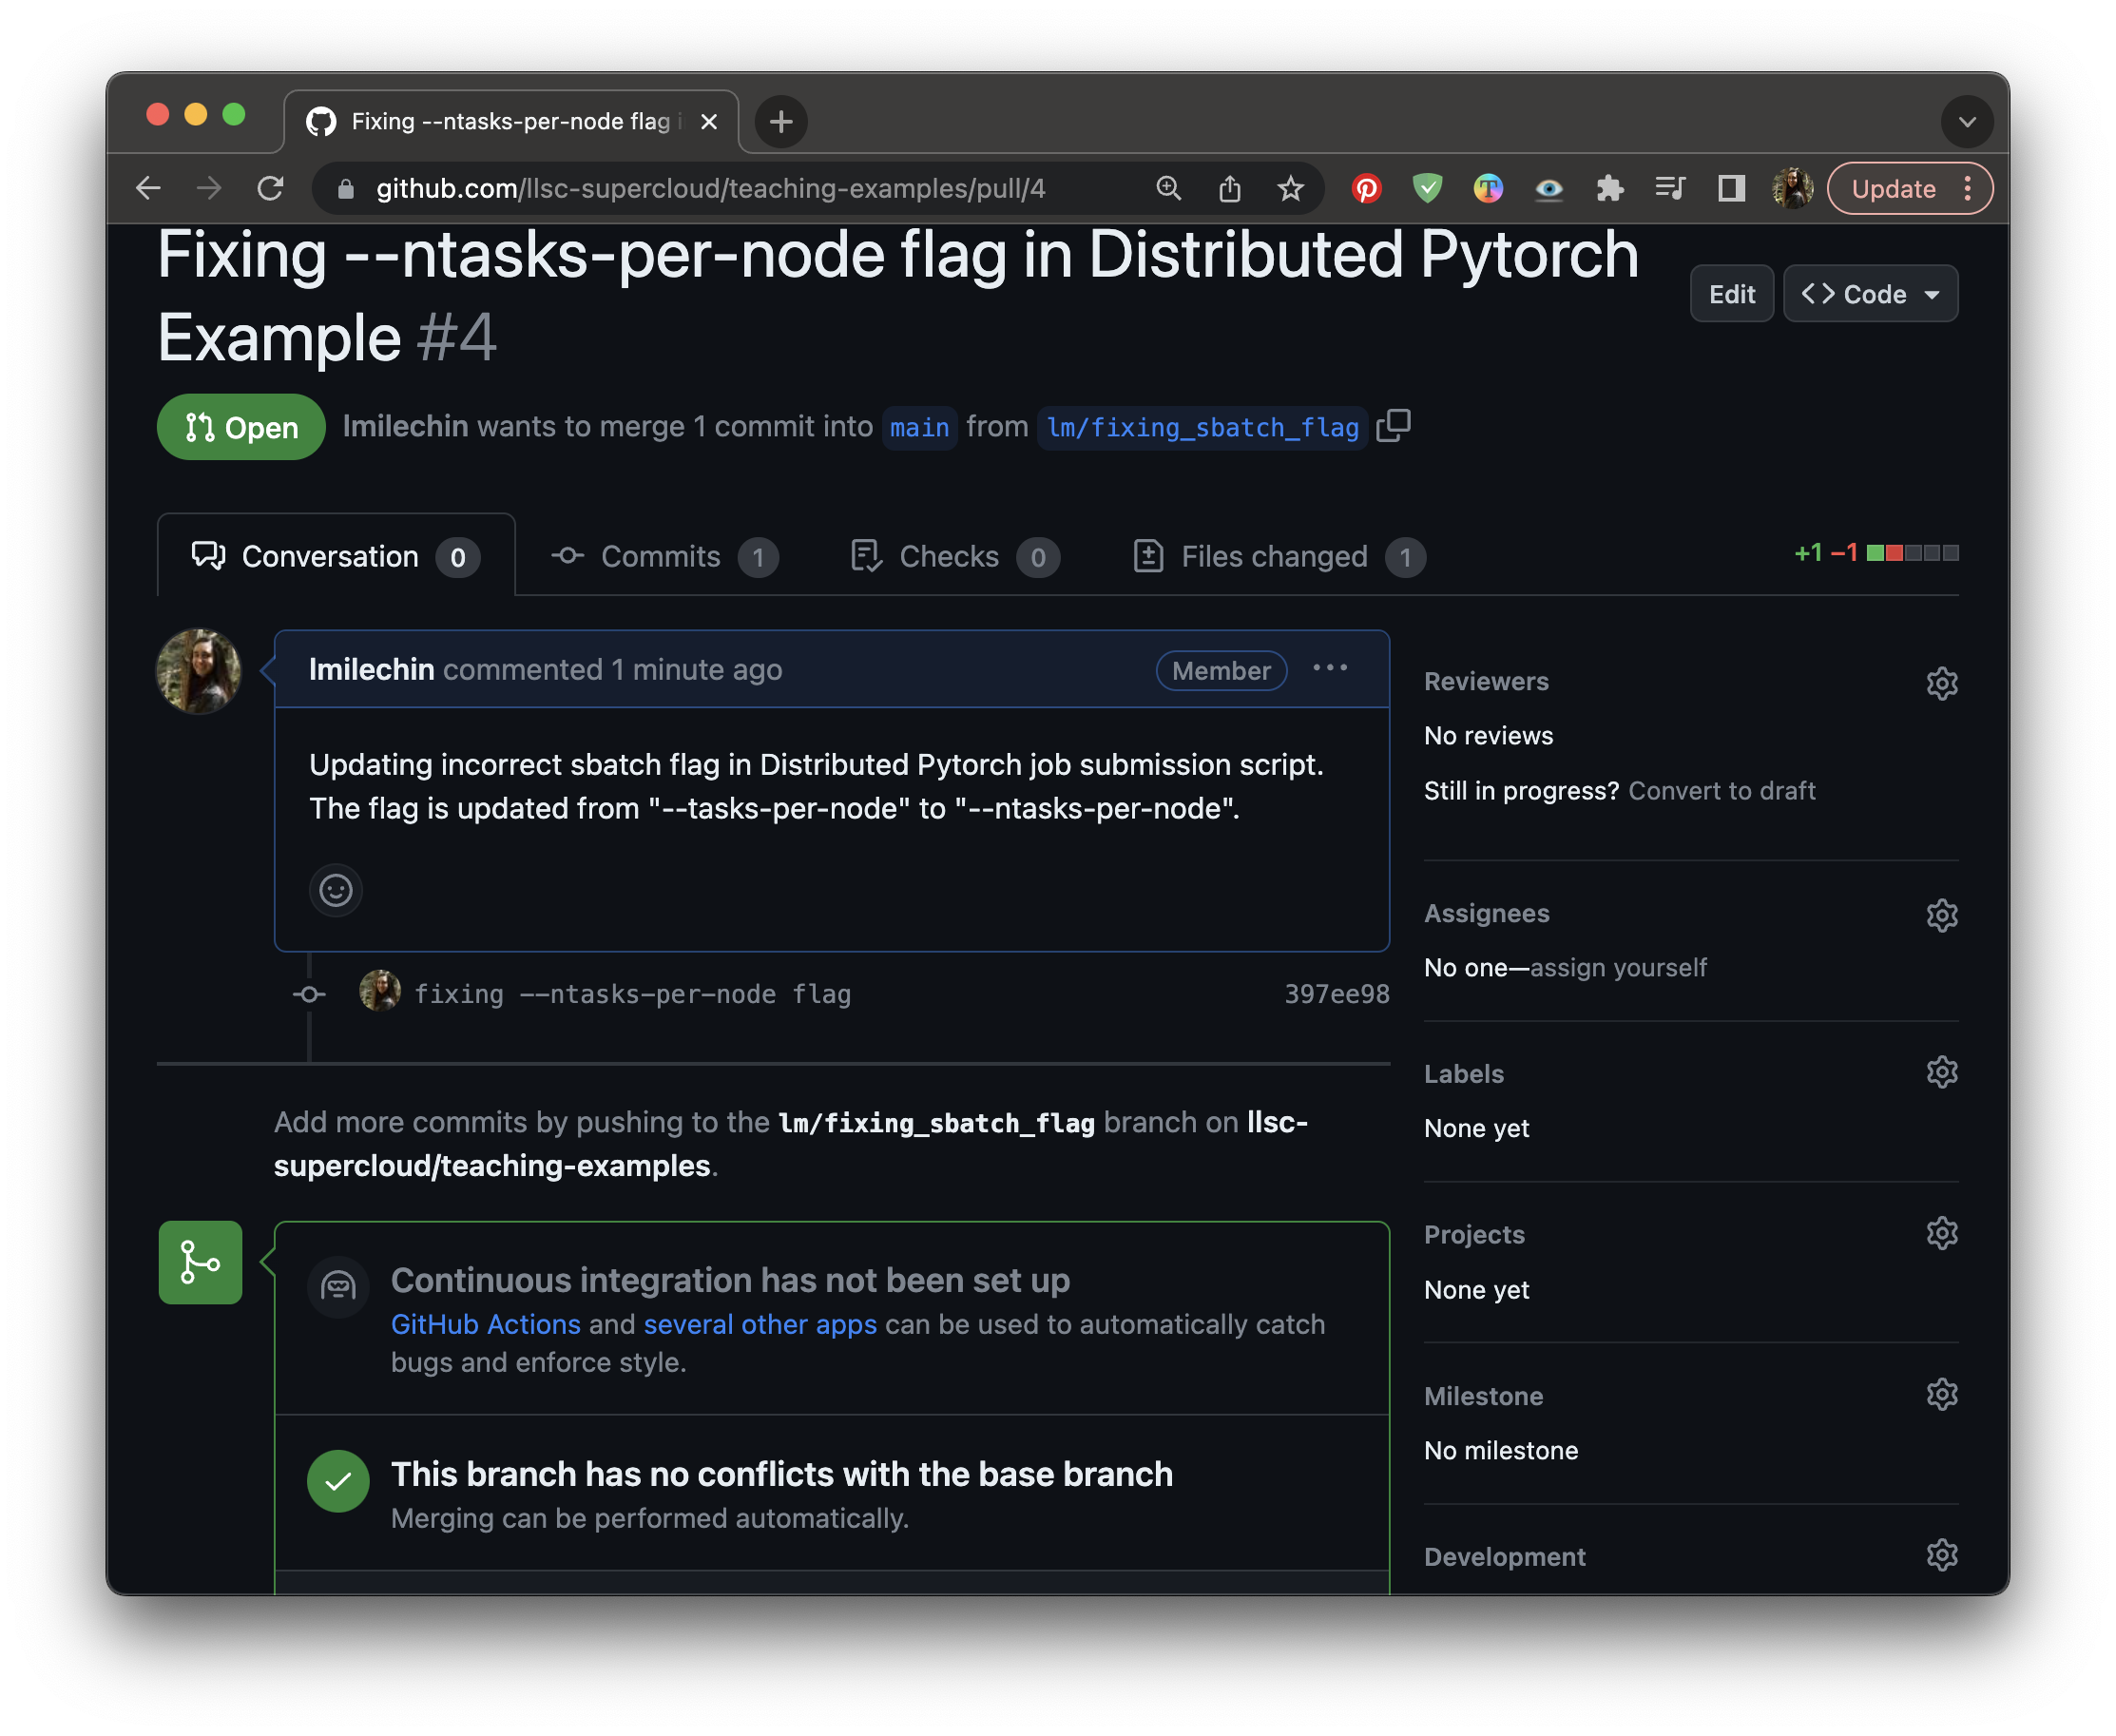 Fixing --ntasks-per-node flag i
github.com/llsc-supercloud/teaching-examples/pull/4
Update
Fixing --ntasks-per-node flag in Distributed Pytorch
Example #4
Edit
Code
Open
lmilechin wants to merge 1 commit into main from lm/fixing_sbatch_flag
Conversation 0
Commits 1
Checks 0
Files changed 1
+1 −1
lmilechin commented 1 minute ago
Member
Updating incorrect sbatch flag in Distributed Pytorch job submission script.
The flag is updated from "--tasks-per-node" to "--ntasks-per-node".
fixing --ntasks-per-node flag
397ee98
Add more commits by pushing to the lm/fixing_sbatch_flag branch on llsc-
supercloud/teaching-examples.
Continuous integration has not been set up
GitHub Actions and several other apps can be used to automatically catch
bugs and enforce style.
This branch has no conflicts with the base branch
Merging can be performed automatically.
Reviewers
No reviews
Still in progress? Convert to draft
Assignees
No one—assign yourself
Labels
None yet
Projects
None yet
Milestone
No milestone
Development